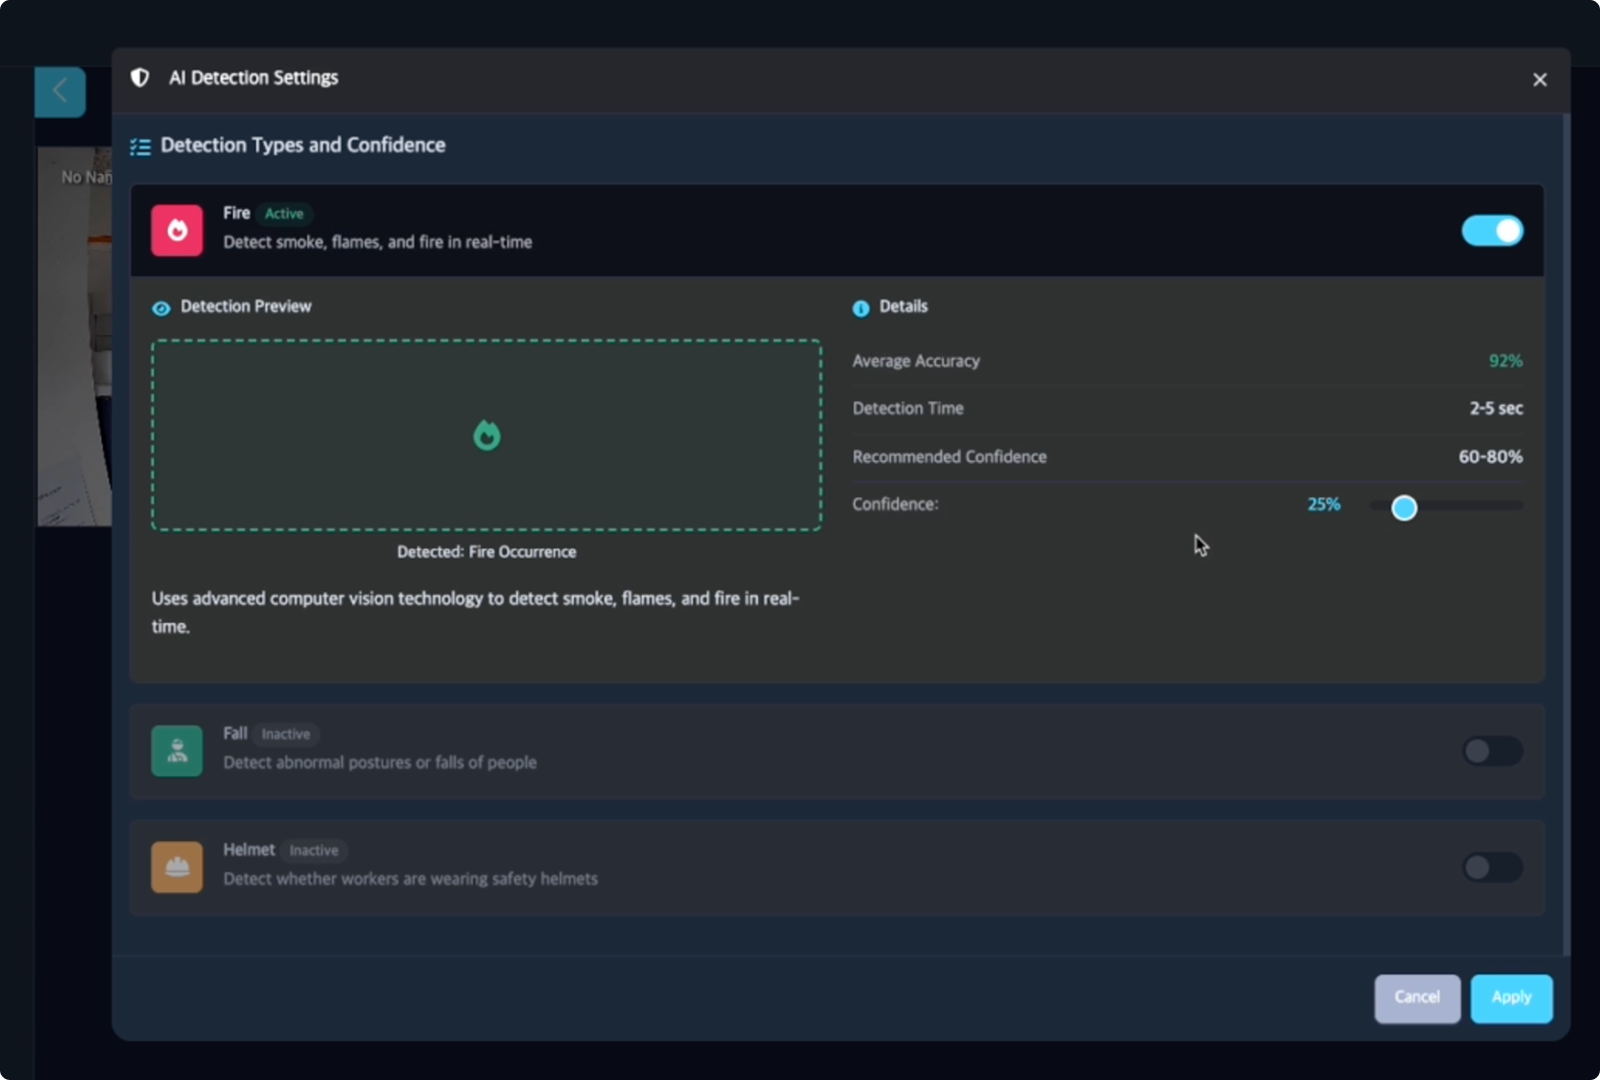 AI Detection Settings
Detection Types and Confidence
No Nam
Fire Active
Detect smoke, flames, and fire in real-time
Detection Preview
Detected: Fire Occurrence
Uses advanced computer vision technology to detect smoke, flames, and fire in real-
time.
Details
Average Accuracy 92%
Detection Time 2-5 sec
Recommended Confidence 60-80%
Confidence: 25%
Fall Inactive
Detect abnormal postures or falls of people
Helmet Inactive
Detect whether workers are wearing safety helmets
Cancel Apply